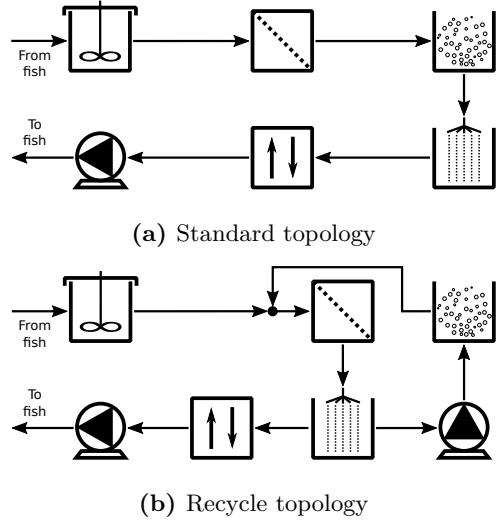 From
fish
To
fish
(a) Standard topology
From
fish
To
fish
(b) Recycle topology